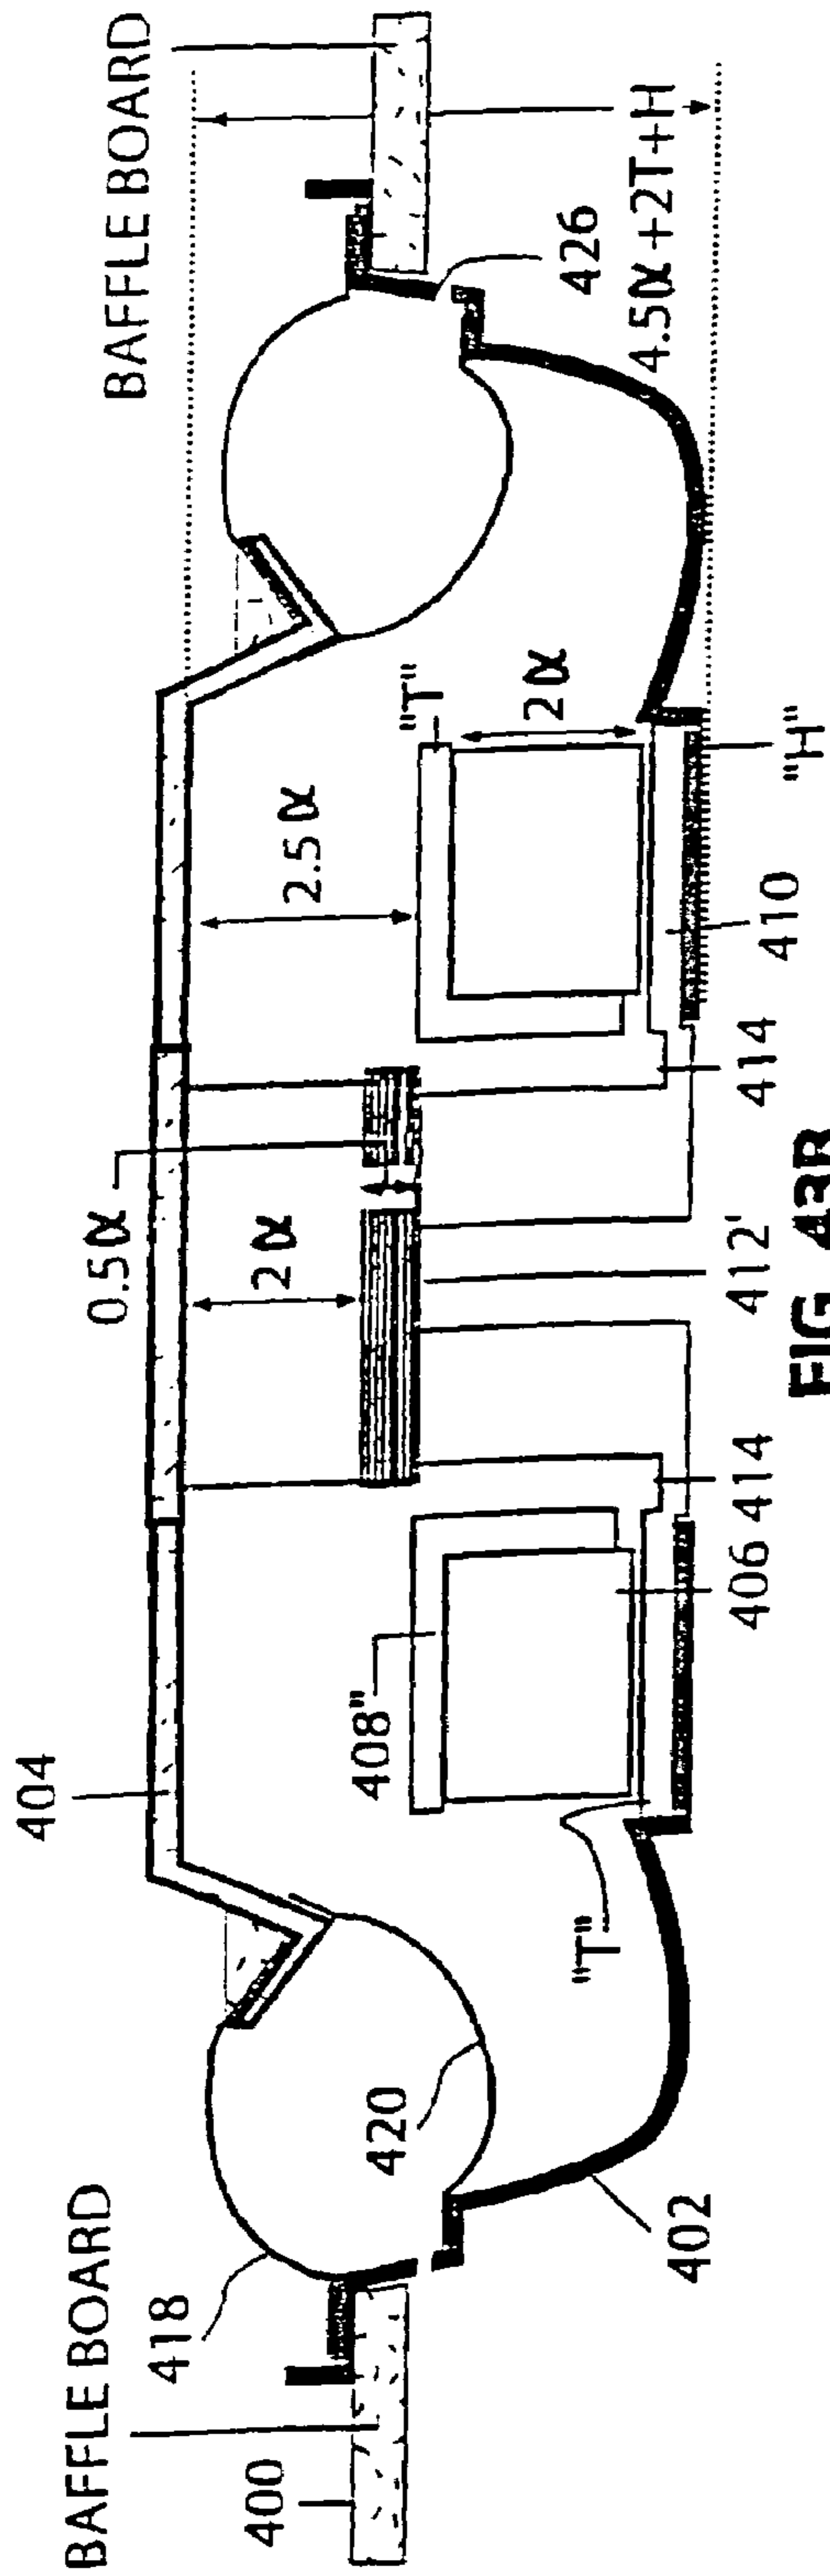 BAFFLE BOARD
BAFFLE BOARD
400
418
420
402
404
408"
"T"
406
414
412'
414
410
"H"
0.5α
2α
2.5α
"T"
2α
426
4.5α+2T+H
FIG. 43B